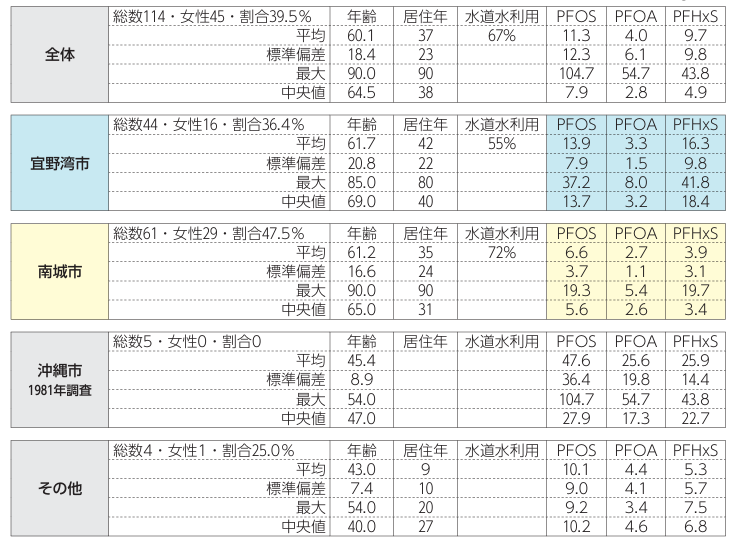 総数114・女性45・割合39.5% 年齢 居住年 水道水利用 PFOS PFOA PFHxS
平均 60.1 37 67% 11.3 4.0 9.7
全体
標準偏差 18.4 23 12.3 6.1 9.8
最大 90.0 90 104.7 54.7 43.8
中央値 64.5 38 7.9 2.8 4.9
総数44・女性16・割合36.4% 年齢 居住年 水道水利用 PFOS PFOA PFHxS
平均 61.7 42 55% 13.9 3.3 16.3
宜野湾市
標準偏差 20.8 22 7.9 1.5 9.8
最大 85.0 80 37.2 8.0 41.8
中央値 69.0 40 13.7 3.2 18.4
総数61・女性29・割合47.5% 年齢 居住年 水道水利用 PFOS PFOA PFHxS
平均 61.2 35 72% 6.6 2.7 3.9
南城市
標準偏差 16.6 24 3.7 1.1 3.1
最大 90.0 90 19.3 5.4 19.7
中央値 65.0 31 5.6 2.6 3.4
総数5・女性0・割合0 年齢 居住年 水道水利用 PFOS PFOA PFHxS
平均 45.4 47.6 25.6 25.9
沖縄市
1981年調査
標準偏差 8.9 36.4 19.8 14.4
最大 54.0 104.7 54.7 43.8
中央値 47.0 27.9 17.3 22.7
総数4・女性1・割合25.0% 年齢 居住年 水道水利用 PFOS PFOA PFHxS
平均 43.0 9 10.1 4.4 5.3
その他
標準偏差 7.4 10 9.0 4.1 5.7
最大 54.0 20 9.2 3.4 7.5
中央値 40.0 27 10.2 4.6 6.8